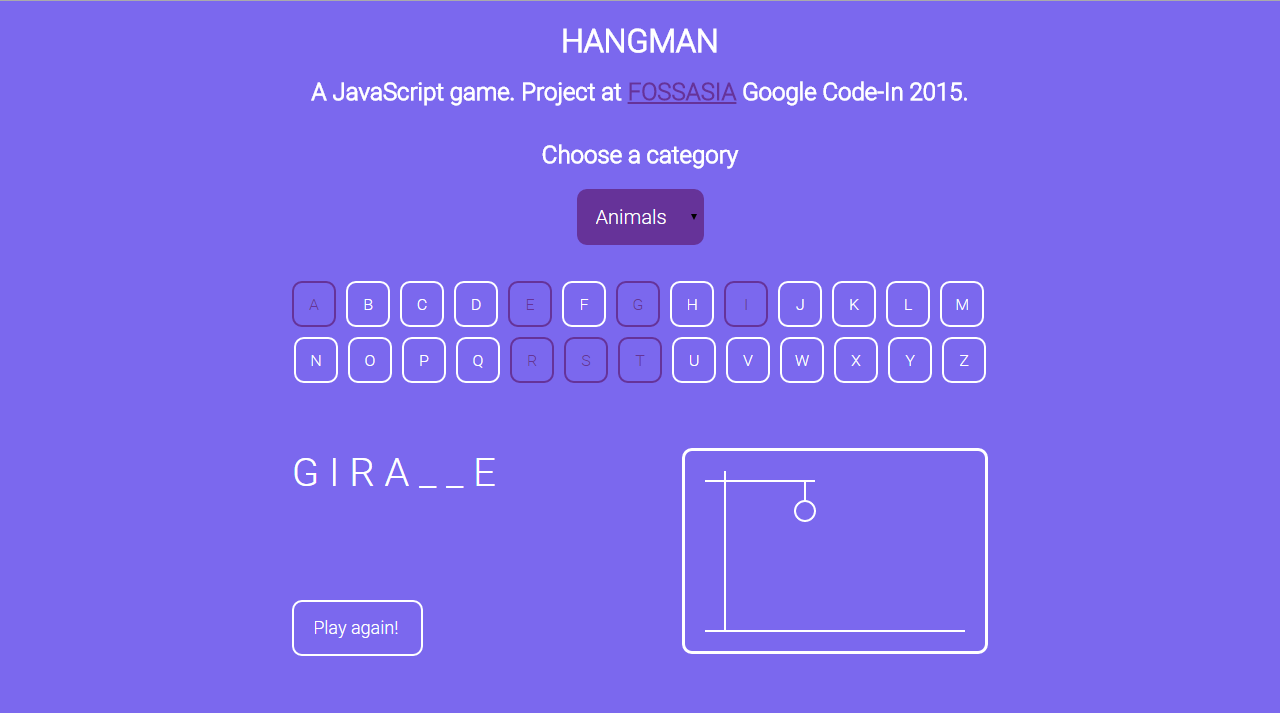 HANGMAN
A JavaScript game. Project at FOSSASIA Google Code-In 2015.
Choose a category
Animals
A B C D E F G H I J K L M
N O P Q R S T U V W X Y Z
G I R A _ _ E
Play again!